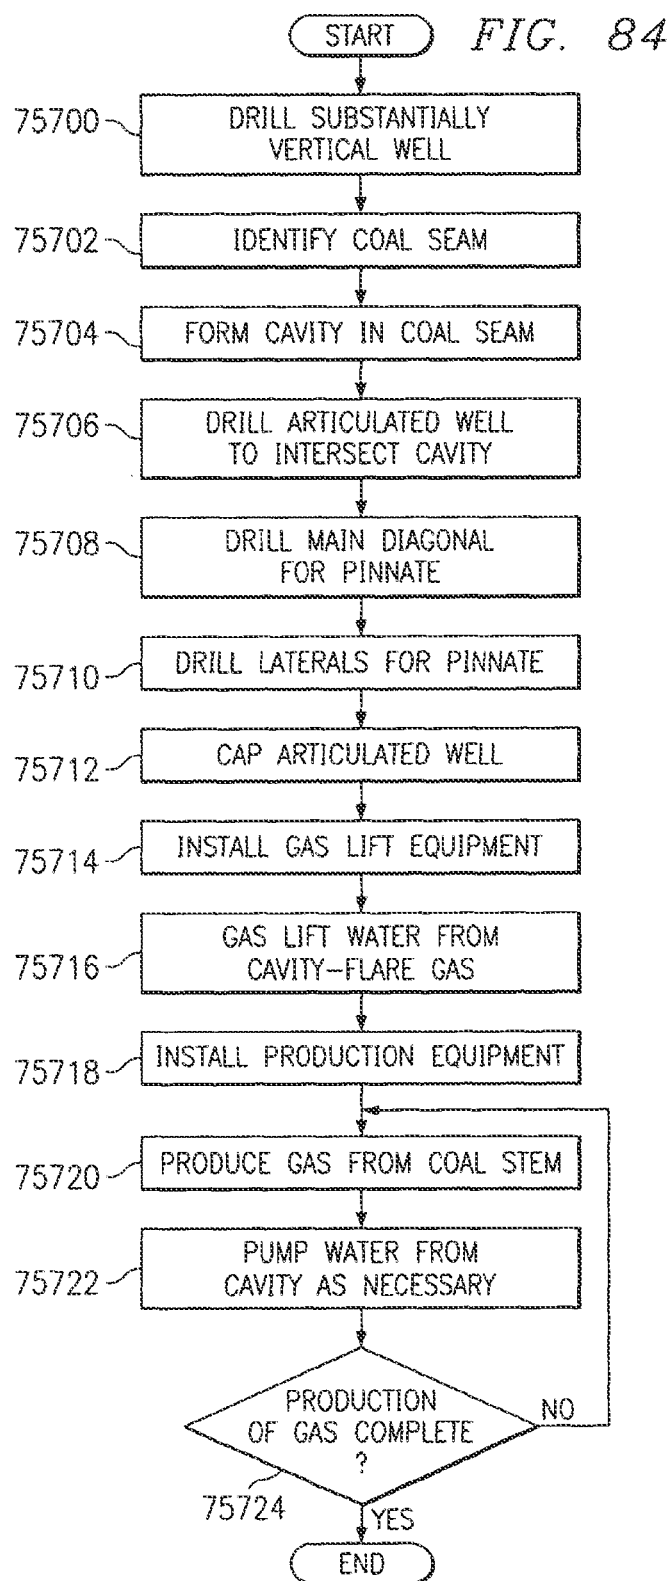 START
FIG. 84
75700
DRILL SUBSTANTIALLY
VERTICAL WELL
75702
IDENTIFY COAL SEAM
75704
FORM CAVITY IN COAL SEAM
75706
DRILL ARTICULATED WELL
TO INTERSECT CAVITY
75708
DRILL MAIN DIAGONAL
FOR PINNATE
75710
DRILL LATERALS FOR PINNATE
75712
CAP ARTICULATED WELL
75714
INSTALL GAS LIFT EQUIPMENT
75716
GAS LIFT WATER FROM
CAVITY-FLARE GAS
75718
INSTALL PRODUCTION EQUIPMENT
75720
PRODUCE GAS FROM COAL STEM
75722
PUMP WATER FROM
CAVITY AS NECESSARY
PRODUCTION
OF GAS COMPLETE
?
NO
75724
YES
END